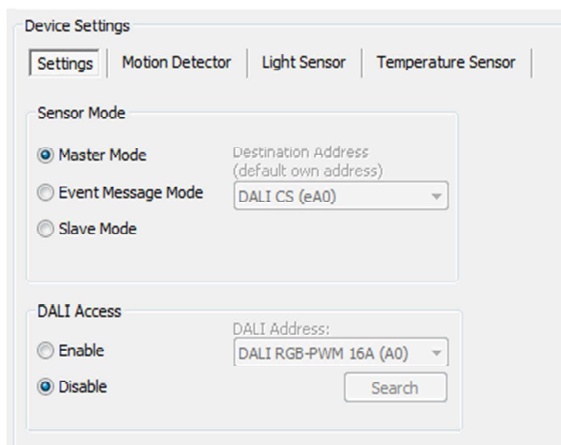 Device Settings
Settings Motion Detector Light Sensor Temperature Sensor
Sensor Mode
Master Mode
Destination Address
(default own address)
Event Message Mode
DALI CS (eA0)
Slave Mode
DALI Access
DALI Address:
Enable
DALI RGB-PWM 16A (A0)
Disable
Search